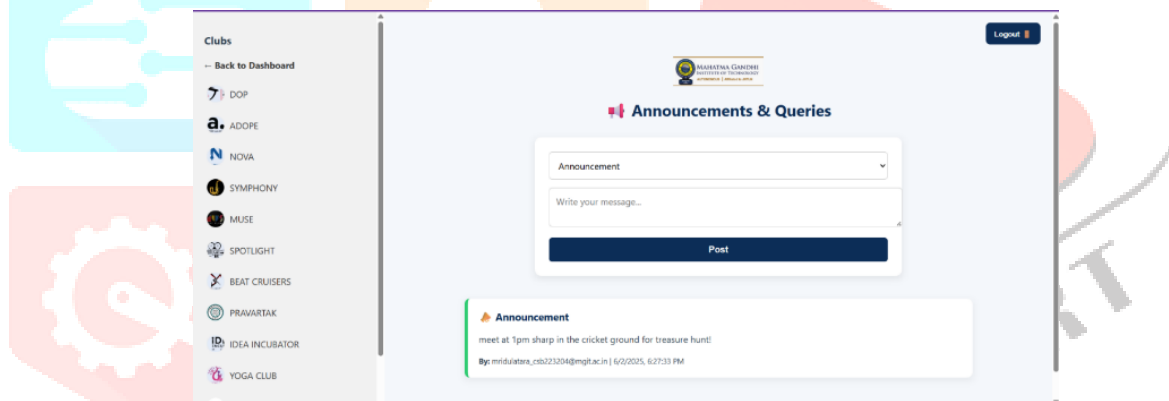 Clubs
← Back to Dashboard
DOP
a.
ADOPE
N
NOVA
SYMPHONY
MUSE
SPOTLIGHT
BEAT CRUISERS
PRAVARTAK
IDEA INCUBATOR
YOGA CLUB
Logout
MAHATMA GANDHI
INSTITUTE OF TECHNOLOGY
Announcements & Queries
Announcement
Write your message...
Post
Announcement
meet at 1pm sharp in the cricket ground for treasure hunt!
By: mridulatara_csb223204@mgit.ac.in | 6/2/2025, 6:27:33 PM